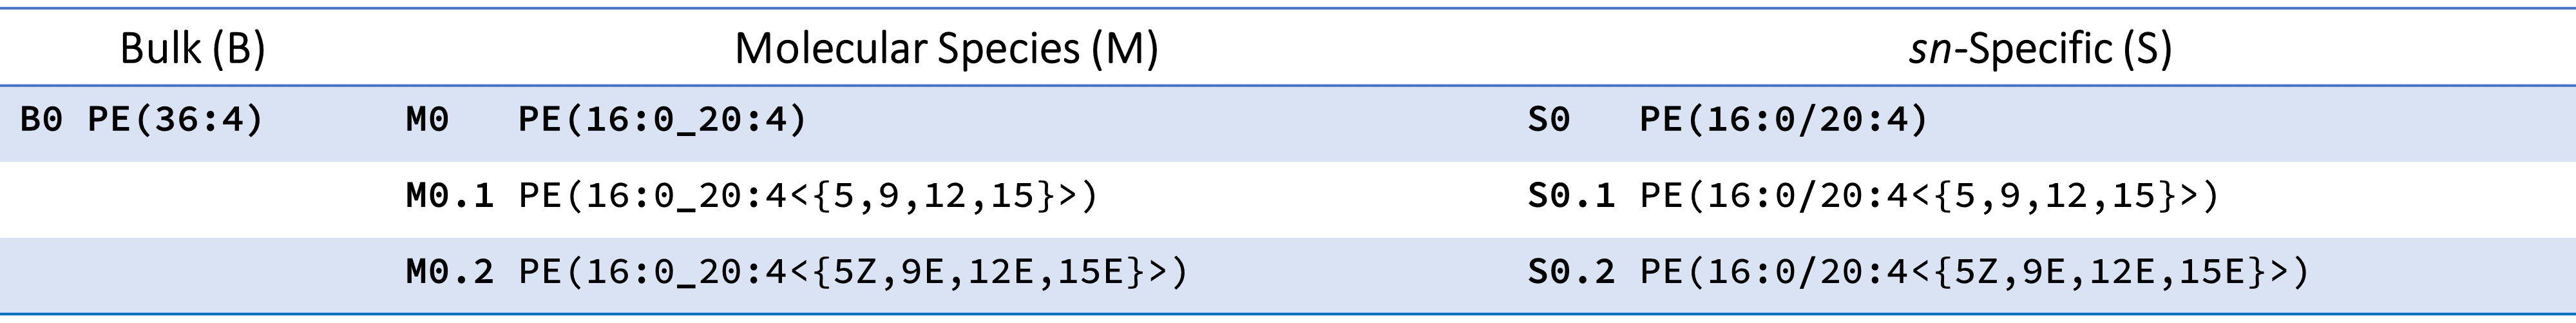 Bulk (B) Molecular Species (M) sn-Specific (S)
B0 PE(36:4) M0 PE(16:0_20:4) S0 PE(16:0/20:4)
M0.1 PE(16:0_20:4<{5,9,12,15}>) S0.1 PE(16:0/20:4<{5,9,12,15}>)
M0.2 PE(16:0_20:4<{5Z,9E,12E,15E}>) S0.2 PE(16:0/20:4<{5Z,9E,12E,15E}>)